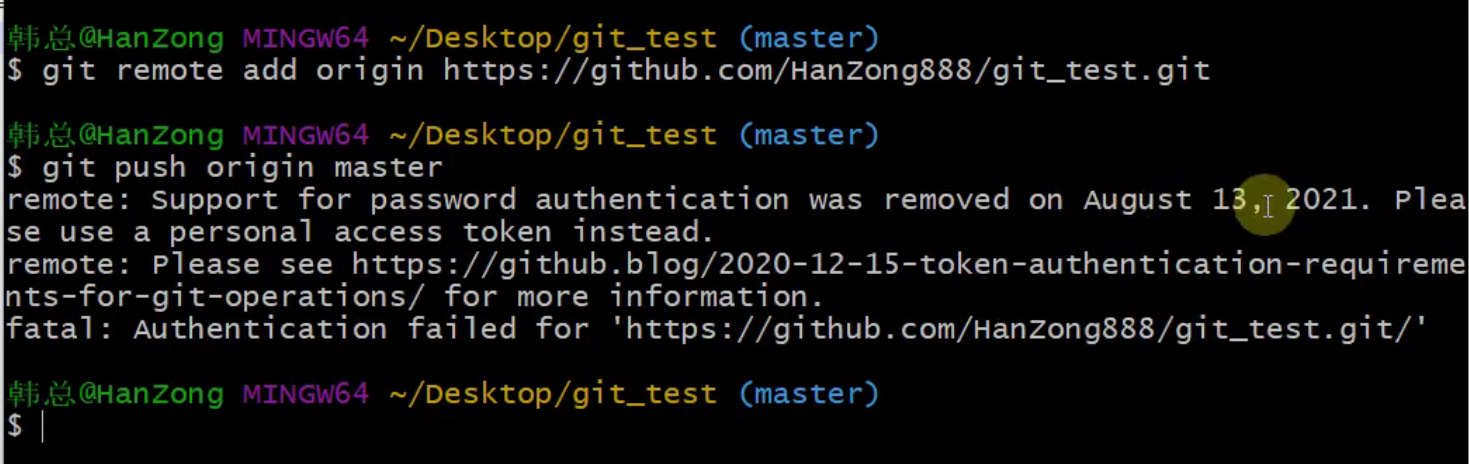 韩总@HanZong MINGW64 ~/Desktop/git_test (master)
$ git remote add origin https://github.com/HanZong888/git_test.git
韩总@HanZong MINGW64 ~/Desktop/git_test (master)
$ git push origin master
remote: Support for password authentication was removed on August 13, 2021. Plea
se use a personal access token instead.
remote: Please see https://github.blog/2020-12-15-token-authentication-requireme
nts-for-git-operations/ for more information.
fatal: Authentication failed for 'https://github.com/HanZong888/git_test.git/'
韩总@HanZong MINGW64 ~/Desktop/git_test (master)
$